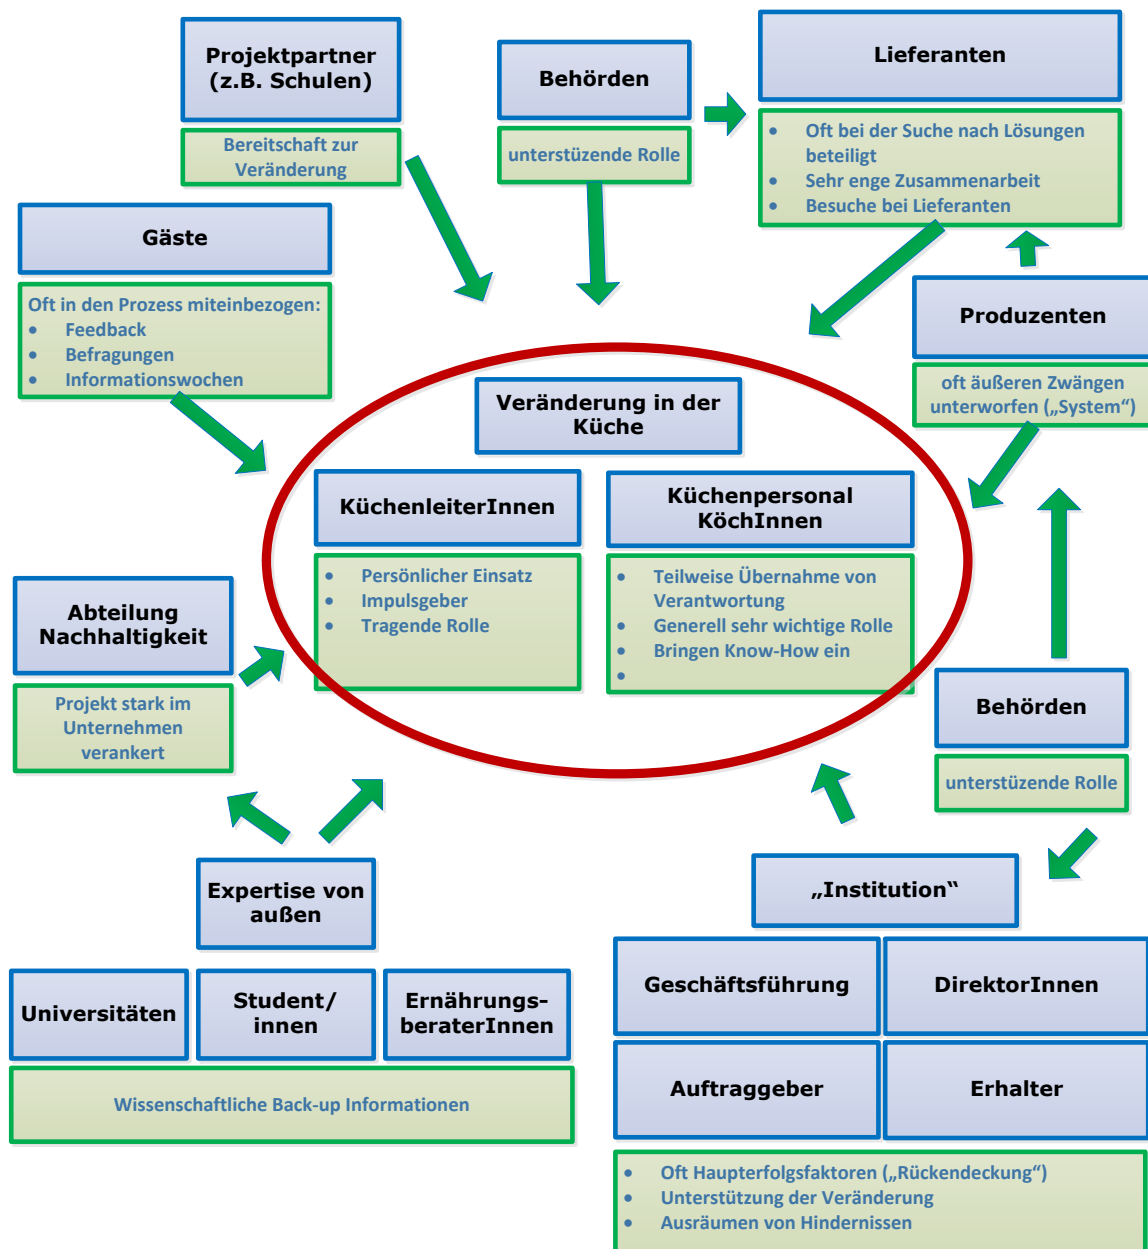 Projektpartner
(z.B. Schulen)
Bereitschaft zur
Veränderung
Behörden
unterstüzende Rolle
Lieferanten
• Oft bei der Suche nach Lösungen
beteiligt
• Sehr enge Zusammenarbeit
• Besuche bei Lieferanten
Gäste
Oft in den Prozess miteinbezogen:
• Feedback
• Befragungen
• Informationswochen
Produzenten
oft äußeren Zwängen
unterworfen („System“)
Veränderung in der
Küche
KüchenleiterInnen
• Persönlicher Einsatz
• Impulsgeber
• Tragende Rolle
Küchenpersonal
KöchInnen
• Teilweise Übernahme von
Verantwortung
• Generell sehr wichtige Rolle
• Bringen Know-How ein
•
Abteilung
Nachhaltigkeit
Projekt stark im
Unternehmen
verankert
Behörden
unterstüzende Rolle
Expertise von
außen
Universitäten
Student/
innen
Ernährungs-
beraterInnen
Wissenschaftliche Back-up Informationen
„Institution“
Geschäftsführung
DirektorInnen
Auftraggeber
Erhalter
• Oft Haupterfolgsfaktoren („Rückendeckung“)
• Unterstützung der Veränderung
• Ausräumen von Hindernissen